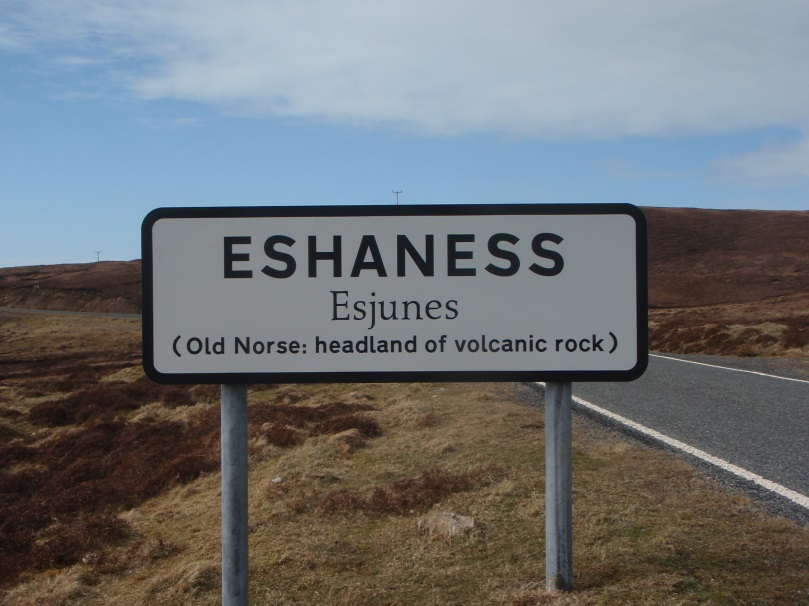 ESHANESS
Esjunes
(Old Norse: headland of volcanic rock)